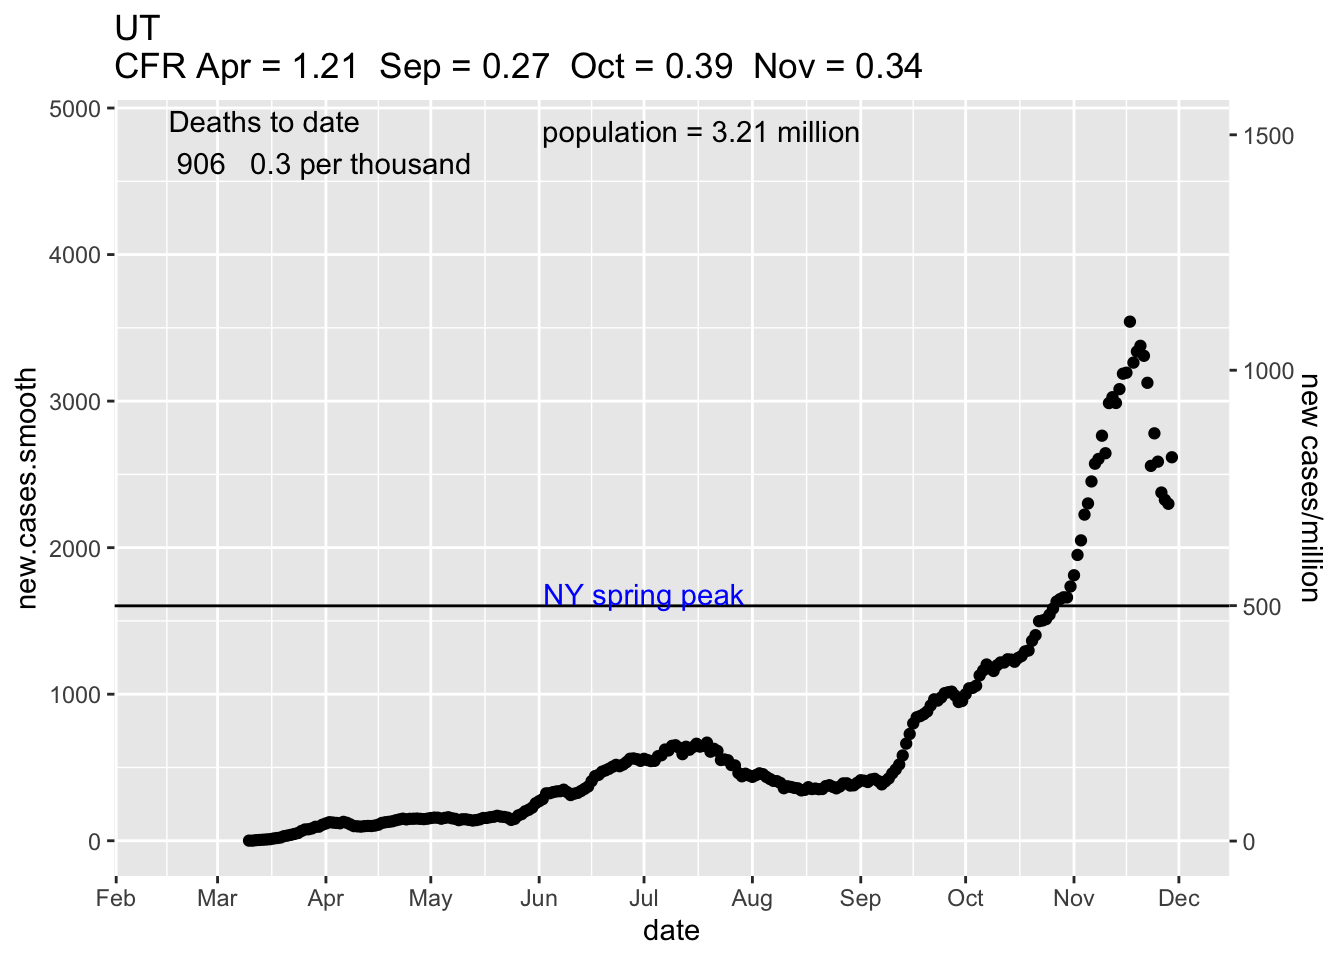 UT
CFR Apr = 1.21  Sep = 0.27  Oct = 0.39  Nov = 0.34
Deaths to date
906   0.3 per thousand
population = 3.21 million
NY spring peak
5000
4000
3000
2000
1000
0
new.cases.smooth
1500
1000
500
0
new cases/million
Feb Mar Apr May Jun Jul Aug Sep Oct Nov Dec
date